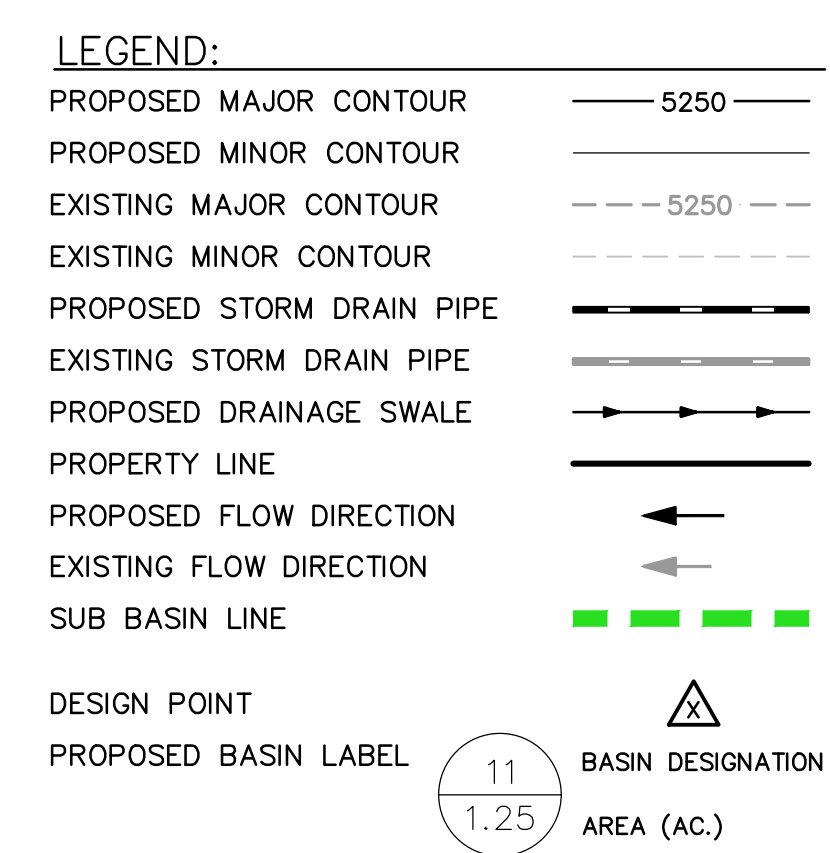 LEGEND:
PROPOSED MAJOR CONTOUR 5250
PROPOSED MINOR CONTOUR
EXISTING MAJOR CONTOUR 5250
EXISTING MINOR CONTOUR
PROPOSED STORM DRAIN PIPE
EXISTING STORM DRAIN PIPE
PROPOSED DRAINAGE SWALE
PROPERTY LINE
PROPOSED FLOW DIRECTION
EXISTING FLOW DIRECTION
SUB BASIN LINE
DESIGN POINT X
PROPOSED BASIN LABEL 11 BASIN DESIGNATION
1.25 AREA (AC.)